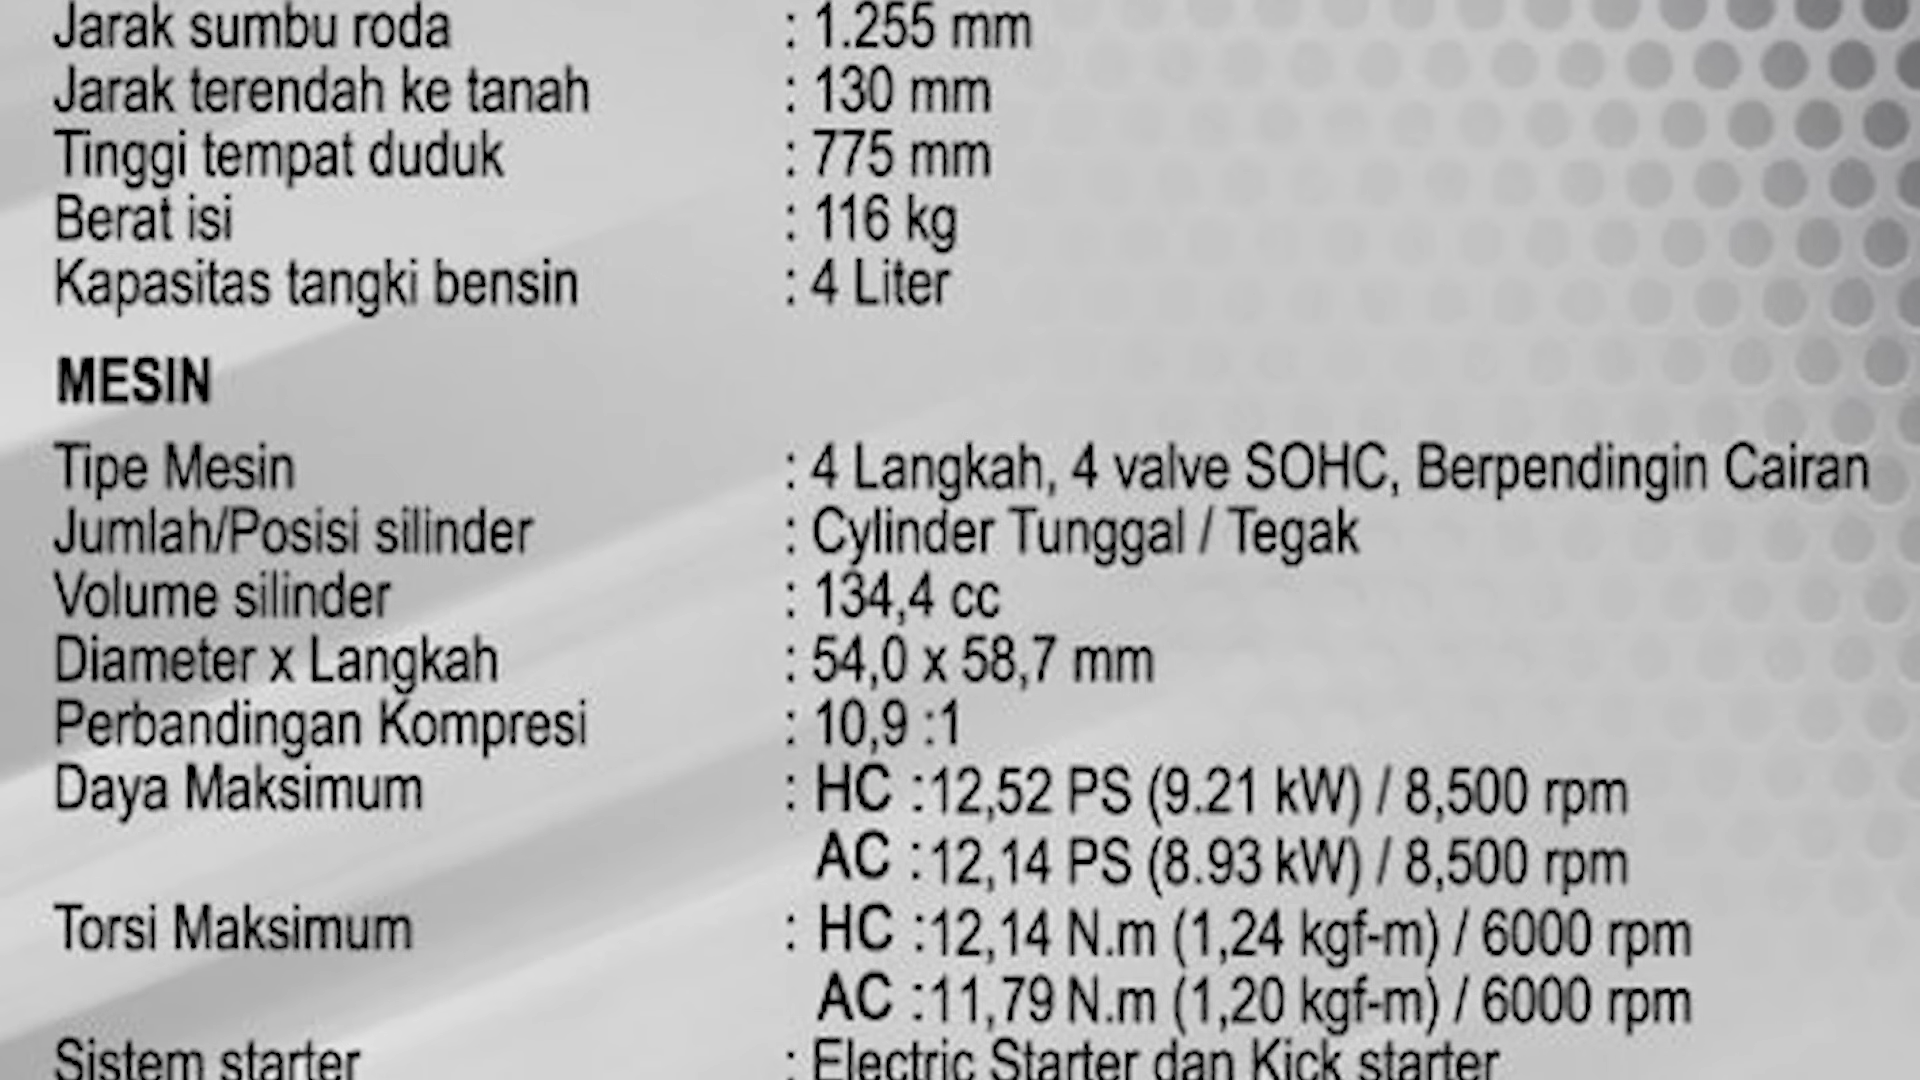 Jarak sumbu roda : 1.255 mm
Jarak terendah ke tanah : 130 mm
Tinggi tempat duduk : 775 mm
Berat isi : 116 kg
Kapasitas tangki bensin : 4 Liter
MESIN
Tipe Mesin : 4 Langkah, 4 valve SOHC, Berpendingin Cairan
Jumlah/Posisi silinder : Cylinder Tunggal / Tegak
Volume silinder : 134,4 cc
Diameter x Langkah : 54,0 x 58,7 mm
Perbandingan Kompresi : 10,9 :1
Daya Maksimum : HC :12,52 PS (9.21 kW) / 8,500 rpm
AC :12,14 PS (8.93 kW) / 8,500 rpm
Torsi Maksimum : HC :12,14 N.m (1,24 kgf-m) / 6000 rpm
AC :11,79 N.m (1,20 kgf-m) / 6000 rpm
Sistem starter : Electric Starter dan Kick starter